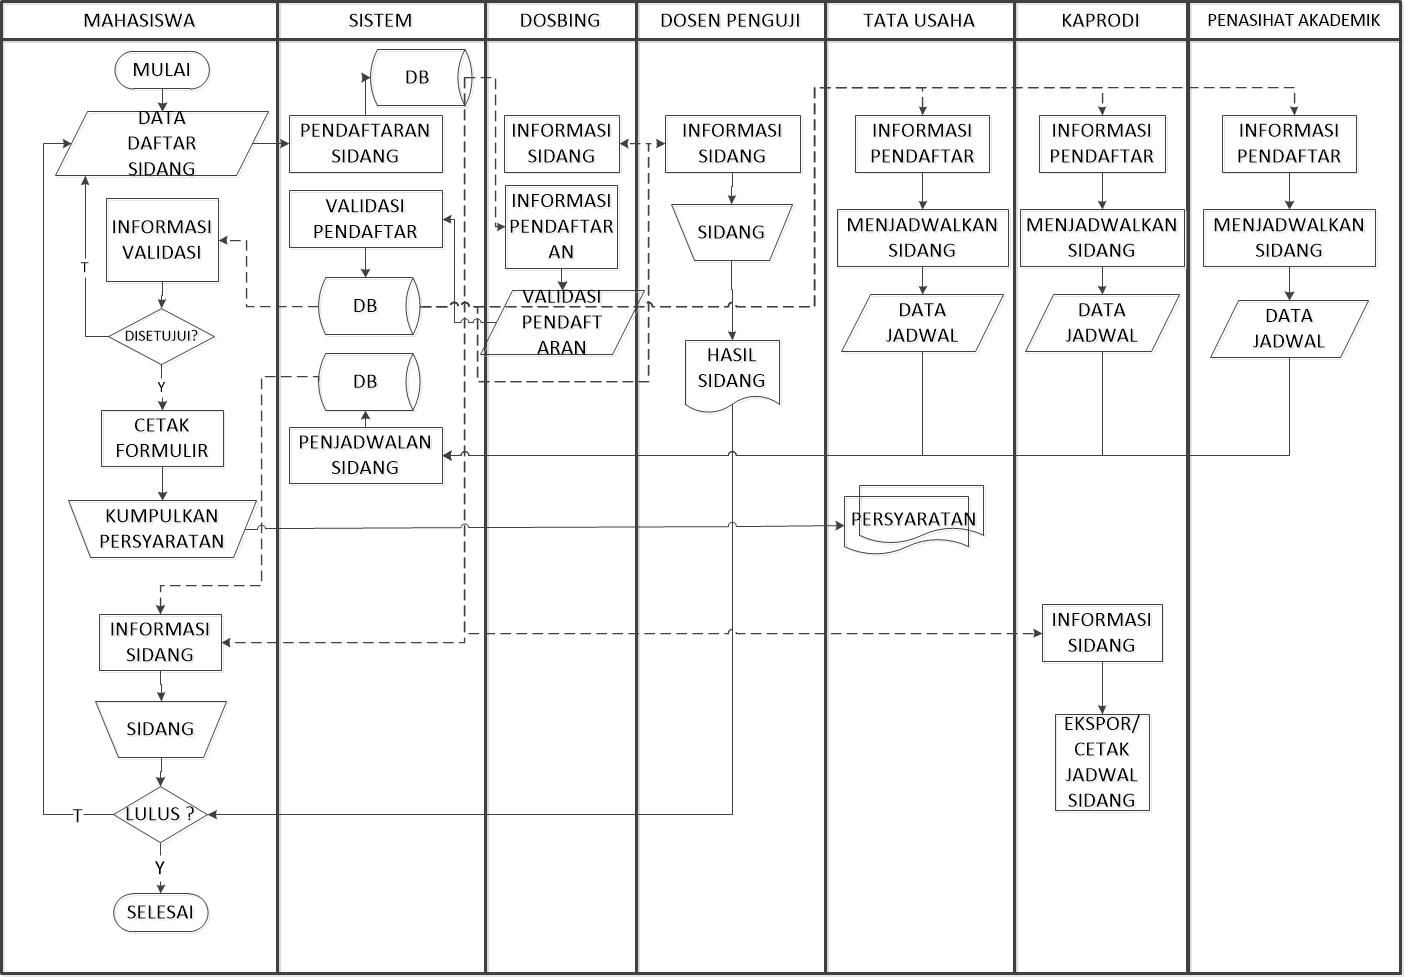 MAHASISWA
SISTEM
DOSBING
DOSEN PENGUJI
TATA USAHA
KAPRODI
PENASIHAT AKADEMIK
MULAI
DATA
DAFTAR
SIDANG
INFORMASI
VALIDASI
T
DISETUJUI?
Y
CETAK
FORMULIR
KUMPULKAN
PERSYARATAN
INFORMASI
SIDANG
SIDANG
LULUS ?
T
Y
SELESAI
DB
PENDAFTARAN
SIDANG
VALIDASI
PENDAFTAR
DB
DB
PENJADWALAN
SIDANG
INFORMASI
SIDANG
INFORMASI
PENDAFTAR
AN
VALIDASI
PENDAFT
ARAN
INFORMASI
SIDANG
SIDANG
HASIL
SIDANG
INFORMASI
PENDAFTAR
MENJADWALKAN
SIDANG
DATA
JADWAL
PERSYARATAN
INFORMASI
PENDAFTAR
MENJADWALKAN
SIDANG
DATA
JADWAL
INFORMASI
SIDANG
EKSPOR/
CETAK
JADWAL
SIDANG
INFORMASI
PENDAFTAR
MENJADWALKAN
SIDANG
DATA
JADWAL